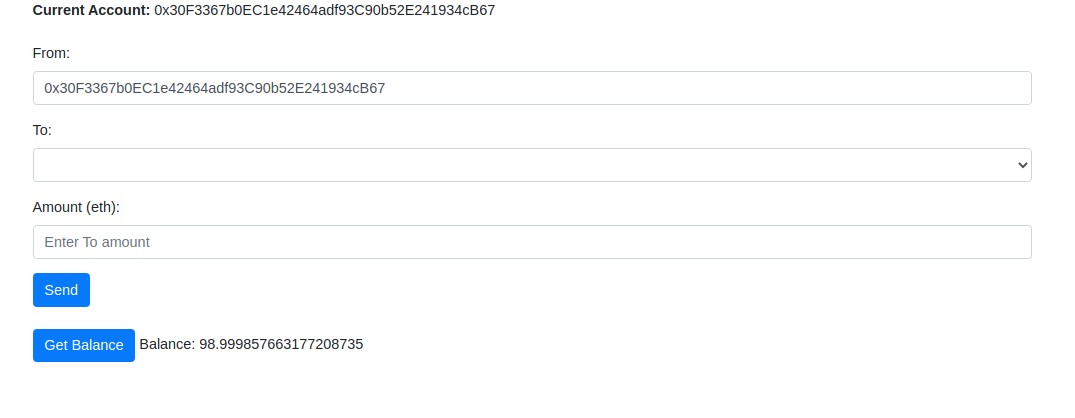 Current Account: 0x30F3367b0EC1e42464adf93C90b52E241934cB67
From:
0x30F3367b0EC1e42464adf93C90b52E241934cB67
To:
Amount (eth):
Enter To amount
Send
Get Balance Balance: 98.999857663177208735